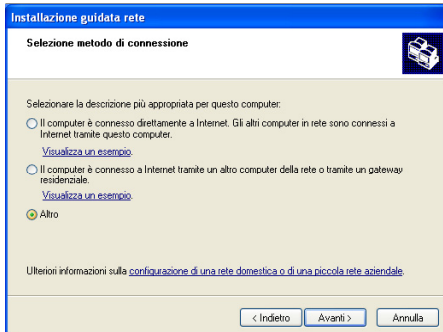 Installazione guidata rete
Selezione metodo di connessione
Selezionare la descrizione più appropriata per questo computer:
Il computer è connesso direttamente a Internet. Gli altri computer in rete sono connessi a
Internet tramite questo computer.
Visualizza un esempio.
Il computer è connesso a Internet tramite un altro computer della rete o tramite un gateway
residenziale.
Visualizza un esempio.
Altro
Ulteriori informazioni sulla configurazione di una rete domestica o di una piccola rete aziendale.
< Indietro
Avanti >
Annulla